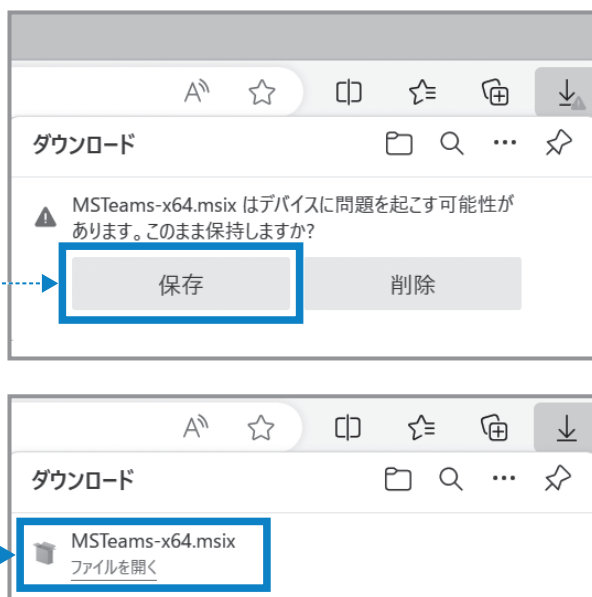 ダウンロード
MSTeams-x64.msix はデバイスに問題を起こす可能性が
あります。このまま保持しますか?
保存
削除
ダウンロード
MSTeams-x64.msix
ファイルを開く